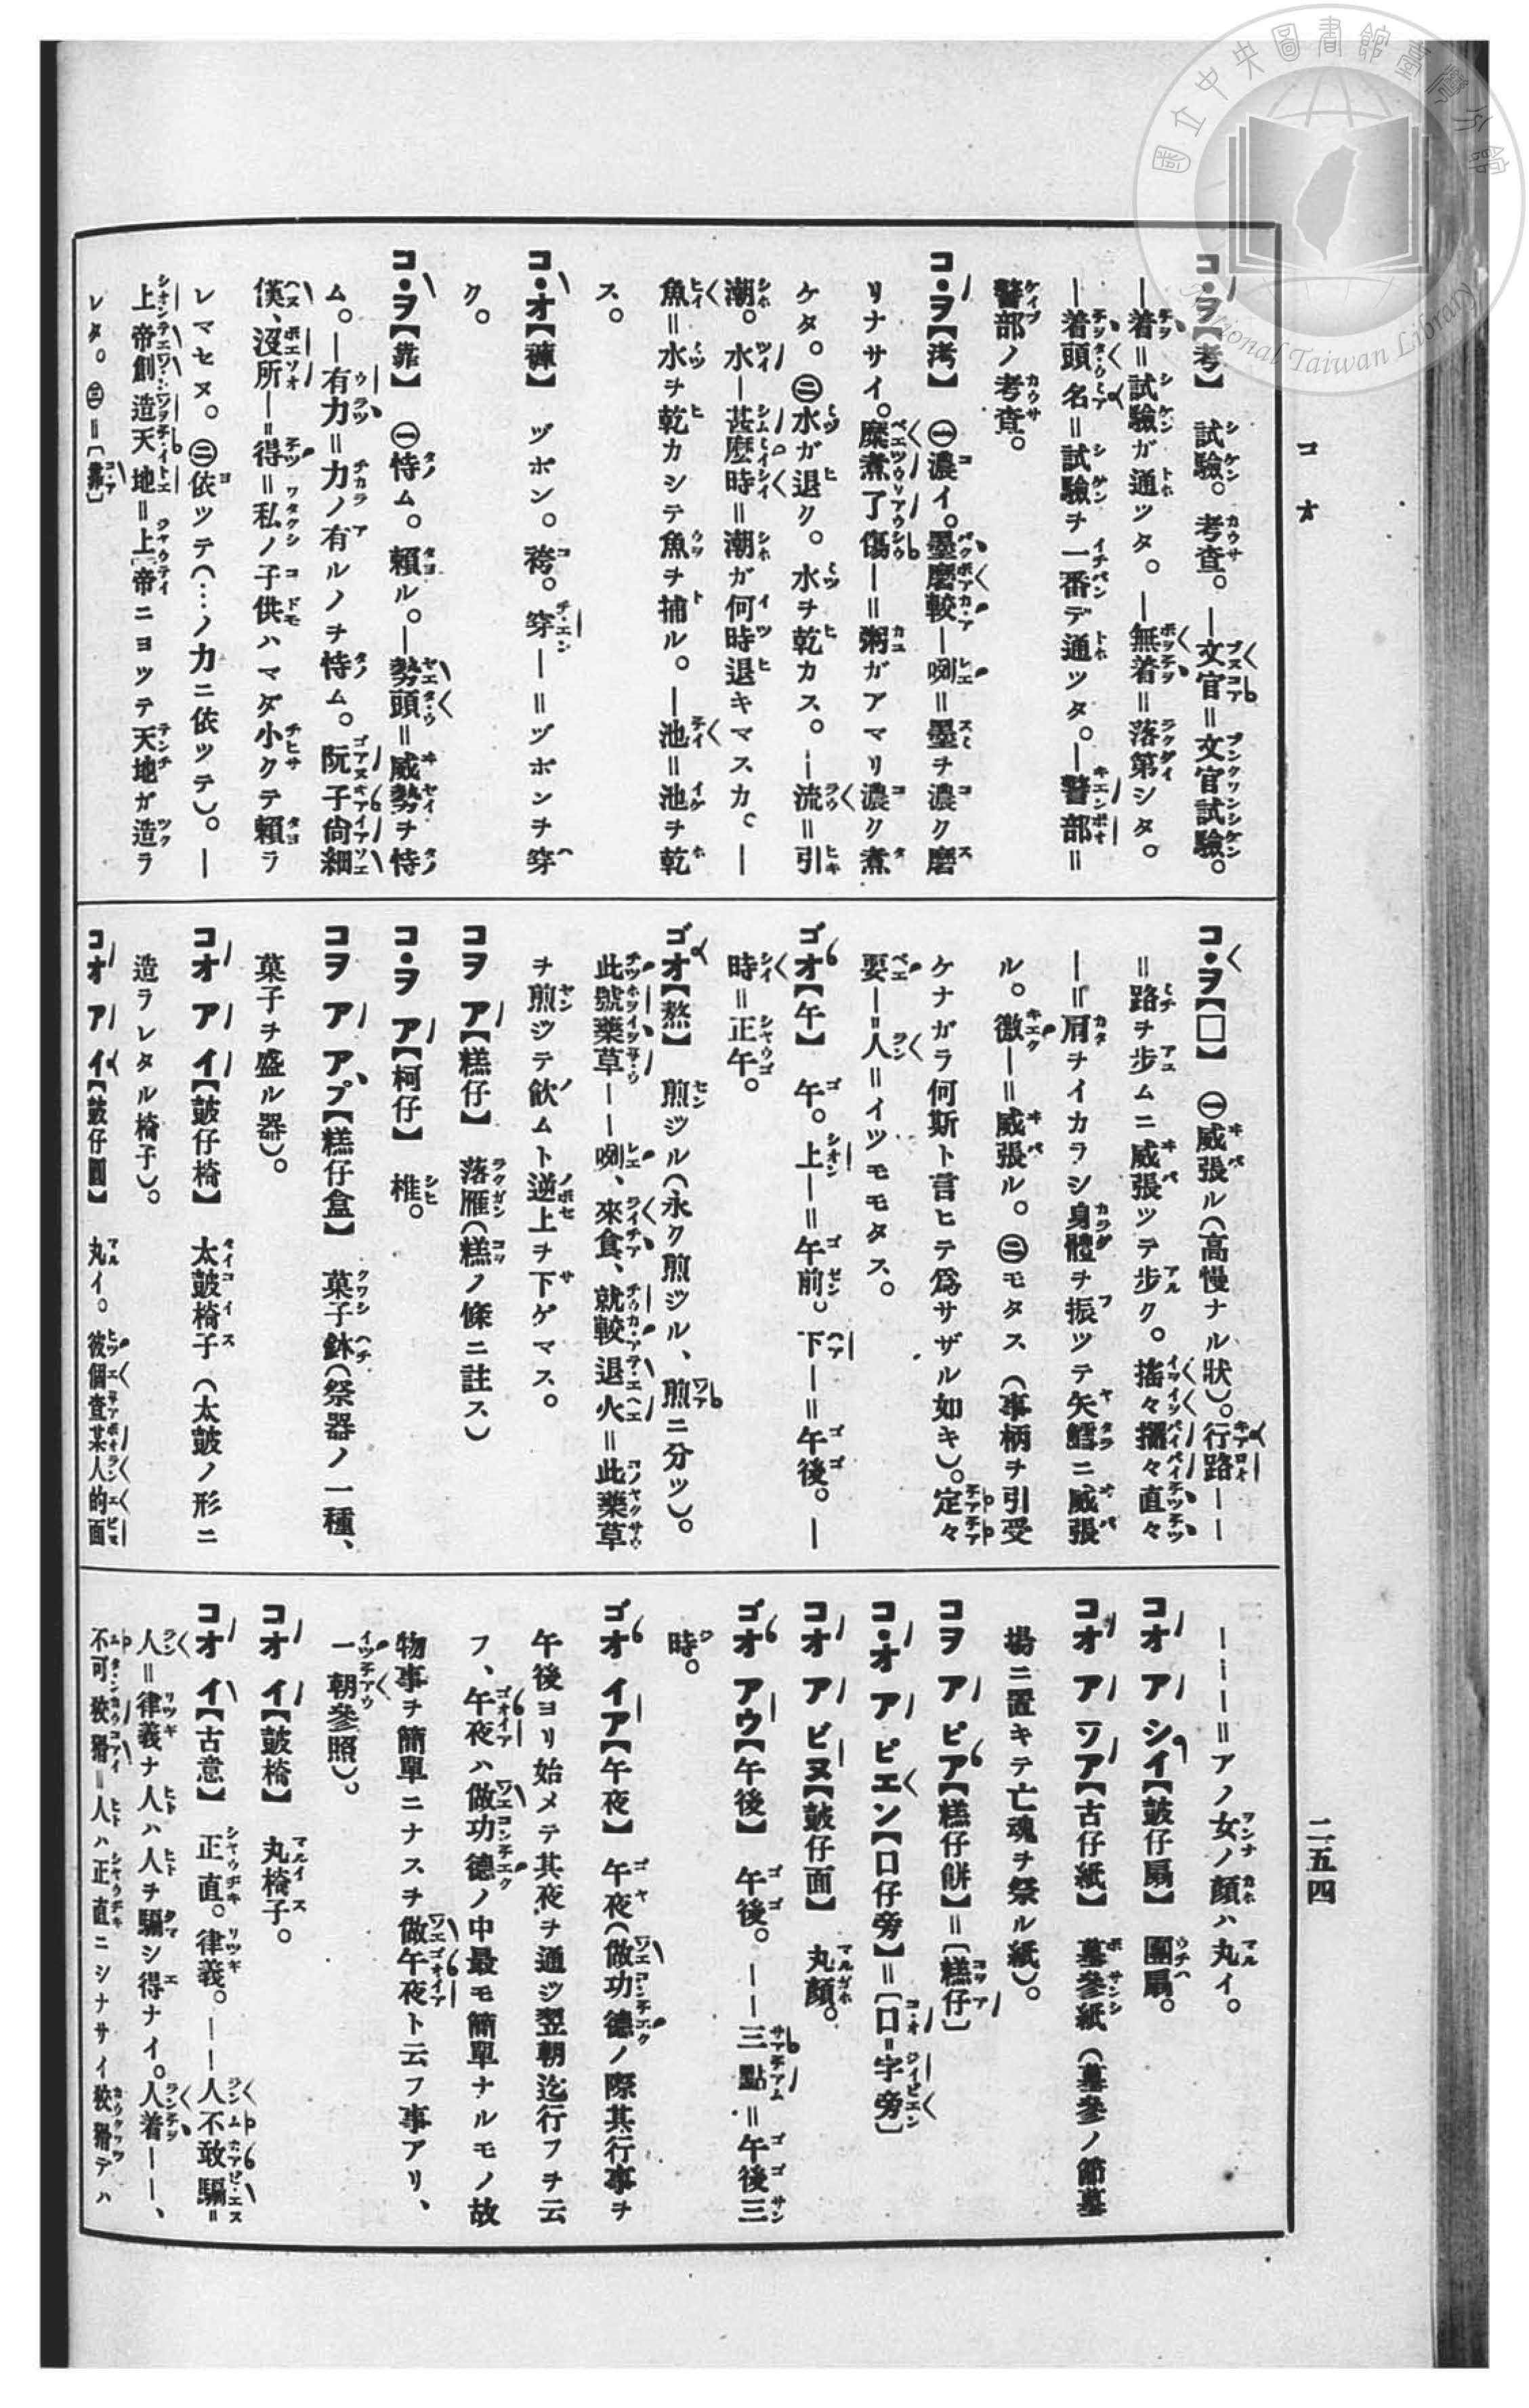 國立中央圖書館臺灣分館
National Taiwan Library
コオ
二五四
コ・ヲ【考】 試驗。考査。―文官＝文官試驗。
―着＝試驗ガ通ツタ。―無着＝落第シタ。
―着頭名＝試驗ヲ一番デ通ツタ。―警部＝
警部ノ考査。
コ・ヲ【洘】 ㊀濃イ。墨磨較―咧＝墨ヲ濃ク磨
リナサイ。糜煮了傷―＝粥ガアマリ濃ク煮
ケタ。㊁水ガ退ク。水ヲ乾カス。―流＝引
潮。水―甚麼時＝潮ガ何時退キマスカ。―
魚＝水ヲ乾カシテ魚ヲ捕ル。―池＝池ヲ乾
ス。
コ・オ【褲】 ヅボン。袴。穿―＝ヅボンヲ穿
ク。
コ・ヲ【靠】 ㊀恃ム。賴ル。―勢頭＝威勢ヲ恃
ム。―有力＝力ノ有ルノヲ恃ム。阮子尙細
漢、沒所―得＝私ノ子供ハマダ小クテ賴ラ
レマセヌ。㊁依ツテ（…ノ力ニ依ツテ）。―
上帝創造天地＝上帝ニヨツテ天地ガ造ラ
レタ。㊂＝〔靠〕
コ・ヲ【□】 ㊀威張ル（高慢ナル狀）。行路――
＝路ヲ步ムニ威張ツテ步ク。搖々擺々直々
―＝肩ヲイカラシ身體ヲ振ツテ矢鱈ニ威張
ル。激―＝威張ル。㊁モタス（事柄ヲ引受
ケナガラ何斯ト言ヒテ爲サザル如キ）。定々
要―人＝イツモモタス。
ゴオ【午】 午。上―＝午前。下―＝午後。―
時＝正午。
ゴオ【熬】 煎ジル（永ク煎ジル、煎ニ分ツ）。
此號藥草――咧、來食、就較退火＝此藥草
ヲ煎ジテ飮ムト逆上ヲ下ゲマス。
コヲ ア【糕仔】 落雁（糕ノ條ニ註ス）
コ・ヲ ア【柯仔】 椎。
コヲ ア アプ【糕仔盒】 菓子鉢（祭器ノ一種、
菓子ヲ盛ル器）。
コオ ア イ【鼓仔椅】 太鼓椅子（太鼓ノ形ニ
造ラレタル椅子）。
コオ ア イ【鼓仔圓】 丸イ。彼個查某人的面
―――＝アノ女ノ顏ハ丸イ。
コオ ア シイ【鼓仔扇】 團扇。
コオ ア ツア【古仔紙】 墓參紙（墓參ノ節墓
場ニ置キテ亡魂ヲ祭ル紙）。
コヲ ア ピア【糕仔餅】＝〔糕仔〕
コ・オ ア ピエン【口仔旁】＝〔口＝字旁〕
コオ ア ビヌ【鼓仔面】 丸顏。
ゴオ アウ【午後】 午後。――三點＝午後三
時。
ゴオ イア【午夜】 午夜（做功德ノ際其行事ヲ
午後ヨリ始メテ其夜ヲ通ジ翌朝迄行フヲ云
フ、午夜ハ做功德ノ中最モ簡單ナルモノ故
物事ヲ簡單ニナスヲ做午夜ト云フ事アリ、
一朝參照）。
コオ イ【鼓椅】 丸椅子。
コオ イ【古意】 正直。律義。――人不敢騙＝
人＝律義ナ人ハ人ヲ騙シ得ナイ。人着――、
不可狡猾＝人ハ正直ニシナサイ狡猾デハ